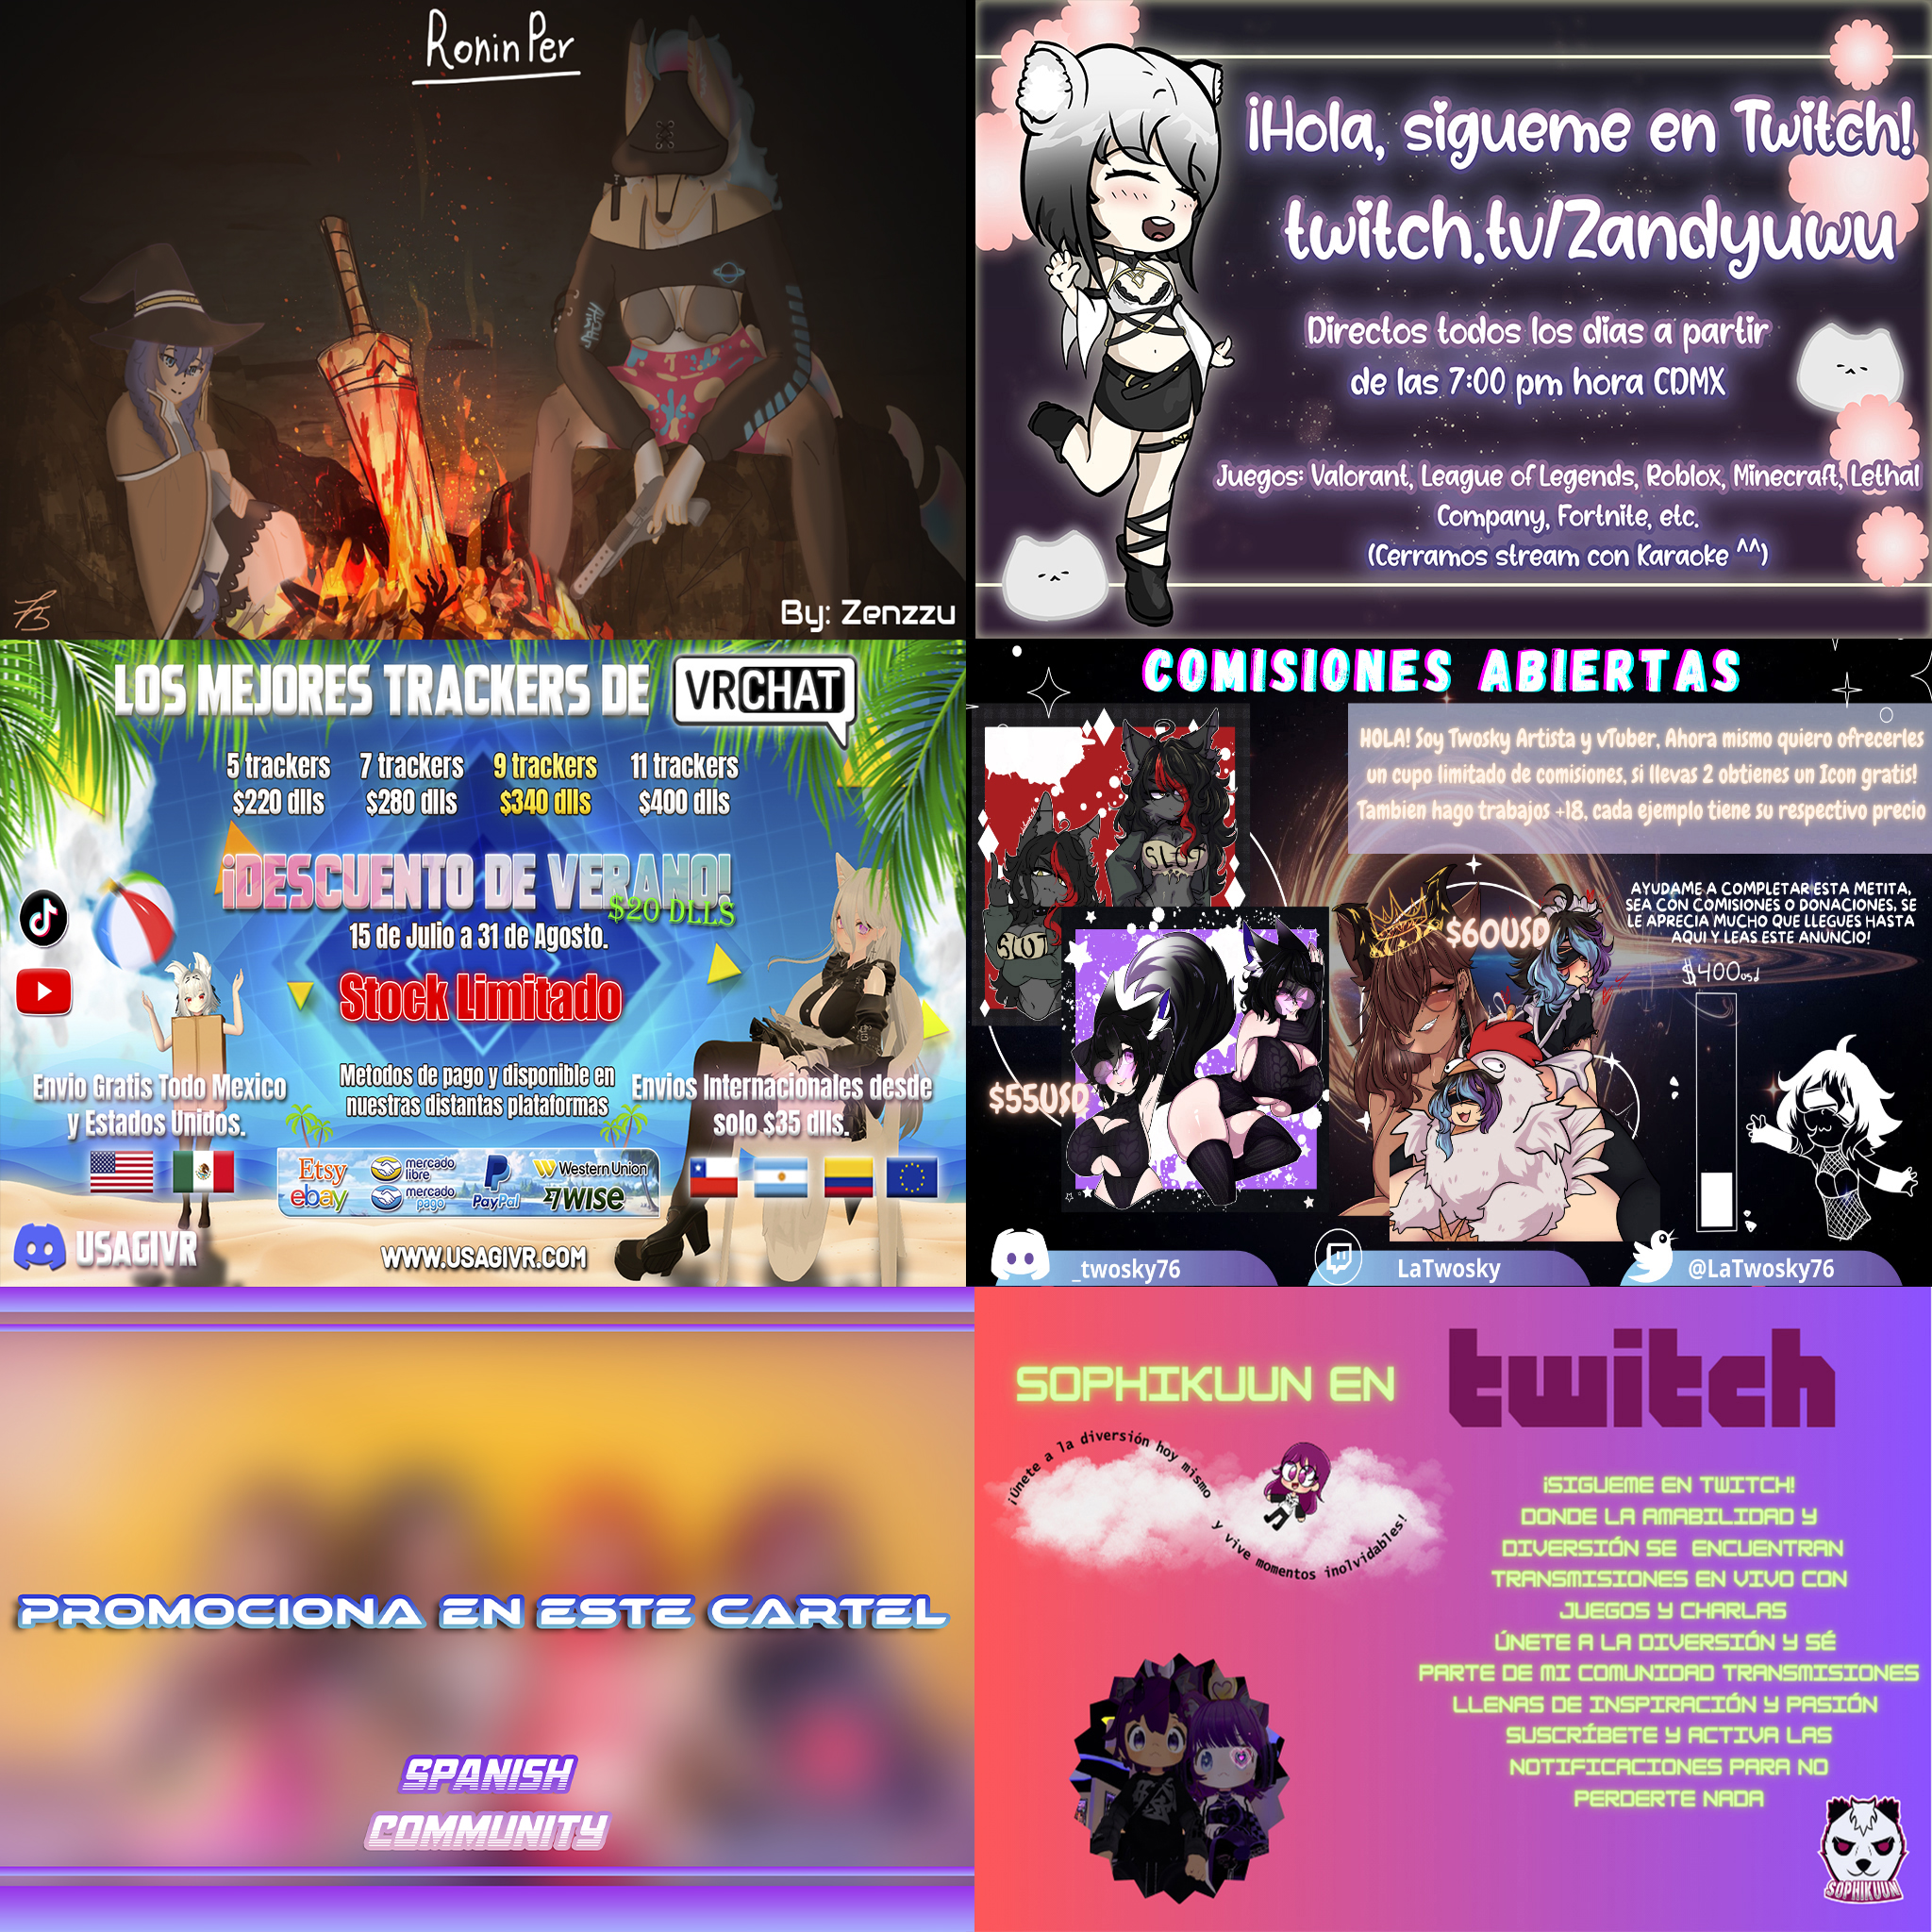 Ronin Per
By: Zenzzu
¡Hola, sigueme en Twitch!
twitch.tv/Zandyuwu
Directos todos los dias a partir
de las 7:00 pm hora CDMX
Juegos: Valorant, League of Legends, Roblox, Minecraft, Lethal
Company, Fortnite, etc.
(Cerramos stream con Karaoke ^^)
LOS MEJORES TRACKERS DE VRCHAT
5 trackers 7 trackers 9 trackers 11 trackers
$220 dlls $280 dlls $340 dlls $400 dlls
¡DESCUENTO DE VERANO!
$20 DLLS
15 de Julio a 31 de Agosto.
Stock Limitado
Envio Gratis Todo Mexico
y Estados Unidos.
Metodos de pago y disponible en
nuestras distantas plataformas
Envios Internacionales desde
solo $35 dlls.
Etsy mercado libre PayPal Western Union
ebay mercado pago WISE
USAGIVR
WWW.USAGIVR.COM
COMISIONES ABIERTAS
HOLA! Soy Twosky Artista y vTuber, Ahora mismo quiero ofrecerles
un cupo limitado de comisiones, si llevas 2 obtienes un Icon gratis!
Tambien hago trabajos +18, cada ejemplo tiene su respectivo precio
SLUT
SLUT
$55USD
$60USD
AYUDAME A COMPLETAR ESTA METITA,
SEA CON COMISIONES O DONACIONES, SE
LE APRECIA MUCHO QUE LLEGUES HASTA
AQUI Y LEAS ESTE ANUNCIO!
$400usd
_twosky76
LaTwosky
@LaTwosky76
PROMOCIONA EN ESTE CARTEL
SPANISH
COMMUNITY
SOPHIKUUN EN twitch
¡Únete a la diversión hoy mismo
y vive momentos inolvidables!
¡SIGUEME EN TWITCH!
DONDE LA AMABILIDAD Y
DIVERSIÓN SE ENCUENTRAN
TRANSMISIONES EN VIVO CON
JUEGOS Y CHARLAS
ÚNETE A LA DIVERSIÓN Y SÉ
PARTE DE MI COMUNIDAD TRANSMISIONES
LLENAS DE INSPIRACIÓN Y PASIÓN
SUSCRÍBETE Y ACTIVA LAS
NOTIFICACIONES PARA NO
PERDERTE NADA
SOPHIKUUN